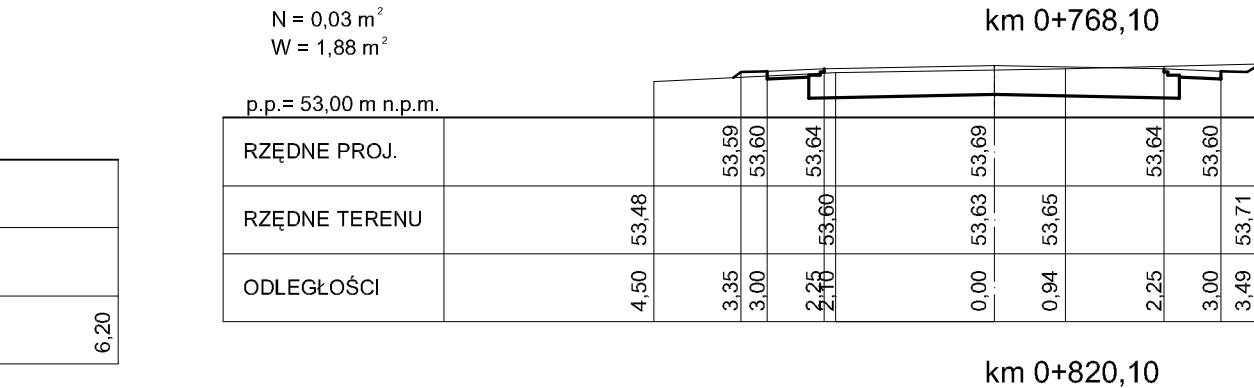 N = 0,03 m²
W = 1,88 m²
km 0+768,10
p.p.= 53,00 m n.p.m.
RZĘDNE PROJ. 53,59 53,60 53,64 53,69 53,64 53,60
RZĘDNE TERENU 53,48 53,60 53,63 53,65 53,71
ODLEGŁOŚCI 4,50 3,35 3,00 2,25 2,10 0,00 0,94 2,25 3,00 3,49
6,20
km 0+820,10